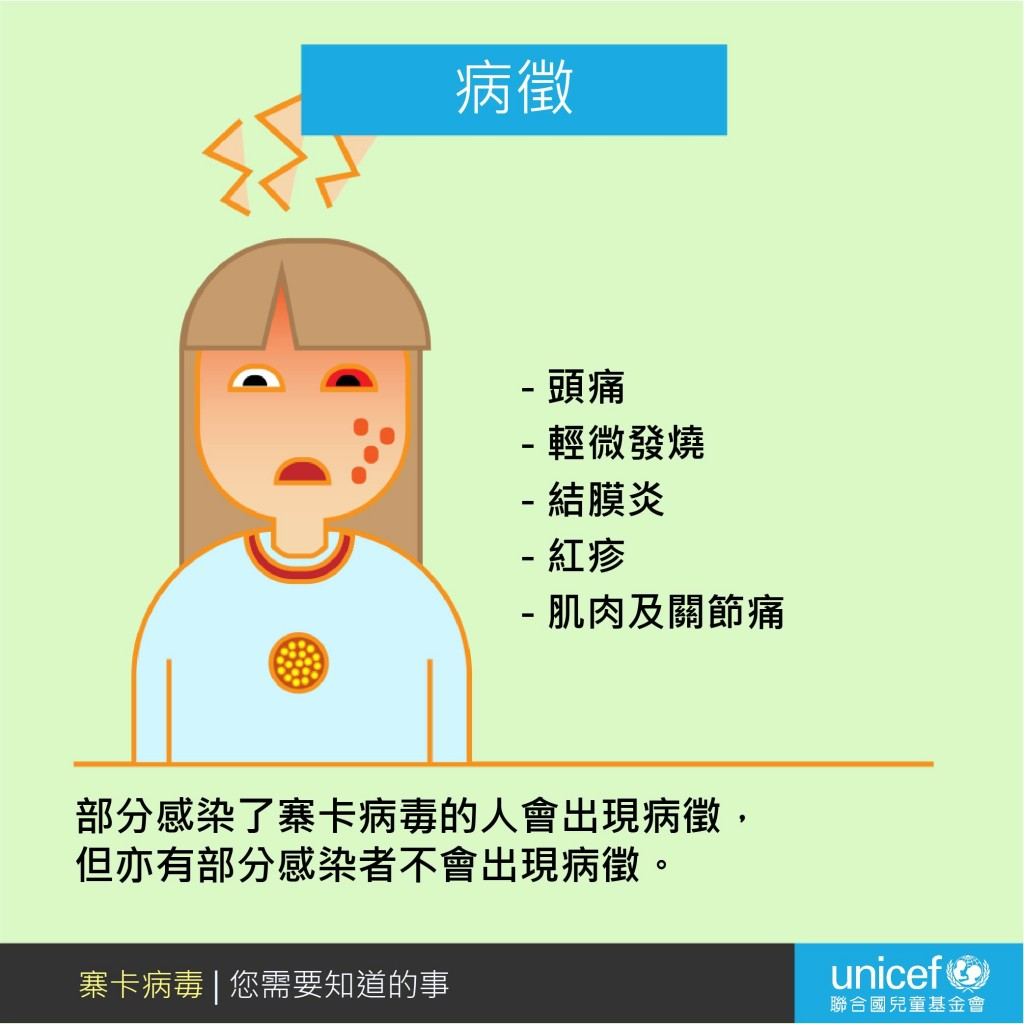 病徵
- 頭痛
- 輕微發燒
- 結膜炎
- 紅疹
- 肌肉及關節痛
部分感染了寨卡病毒的人會出現病徵，
但亦有部分感染者不會出現病徵。
寨卡病毒 | 您需要知道的事
unicef
聯合國兒童基金會